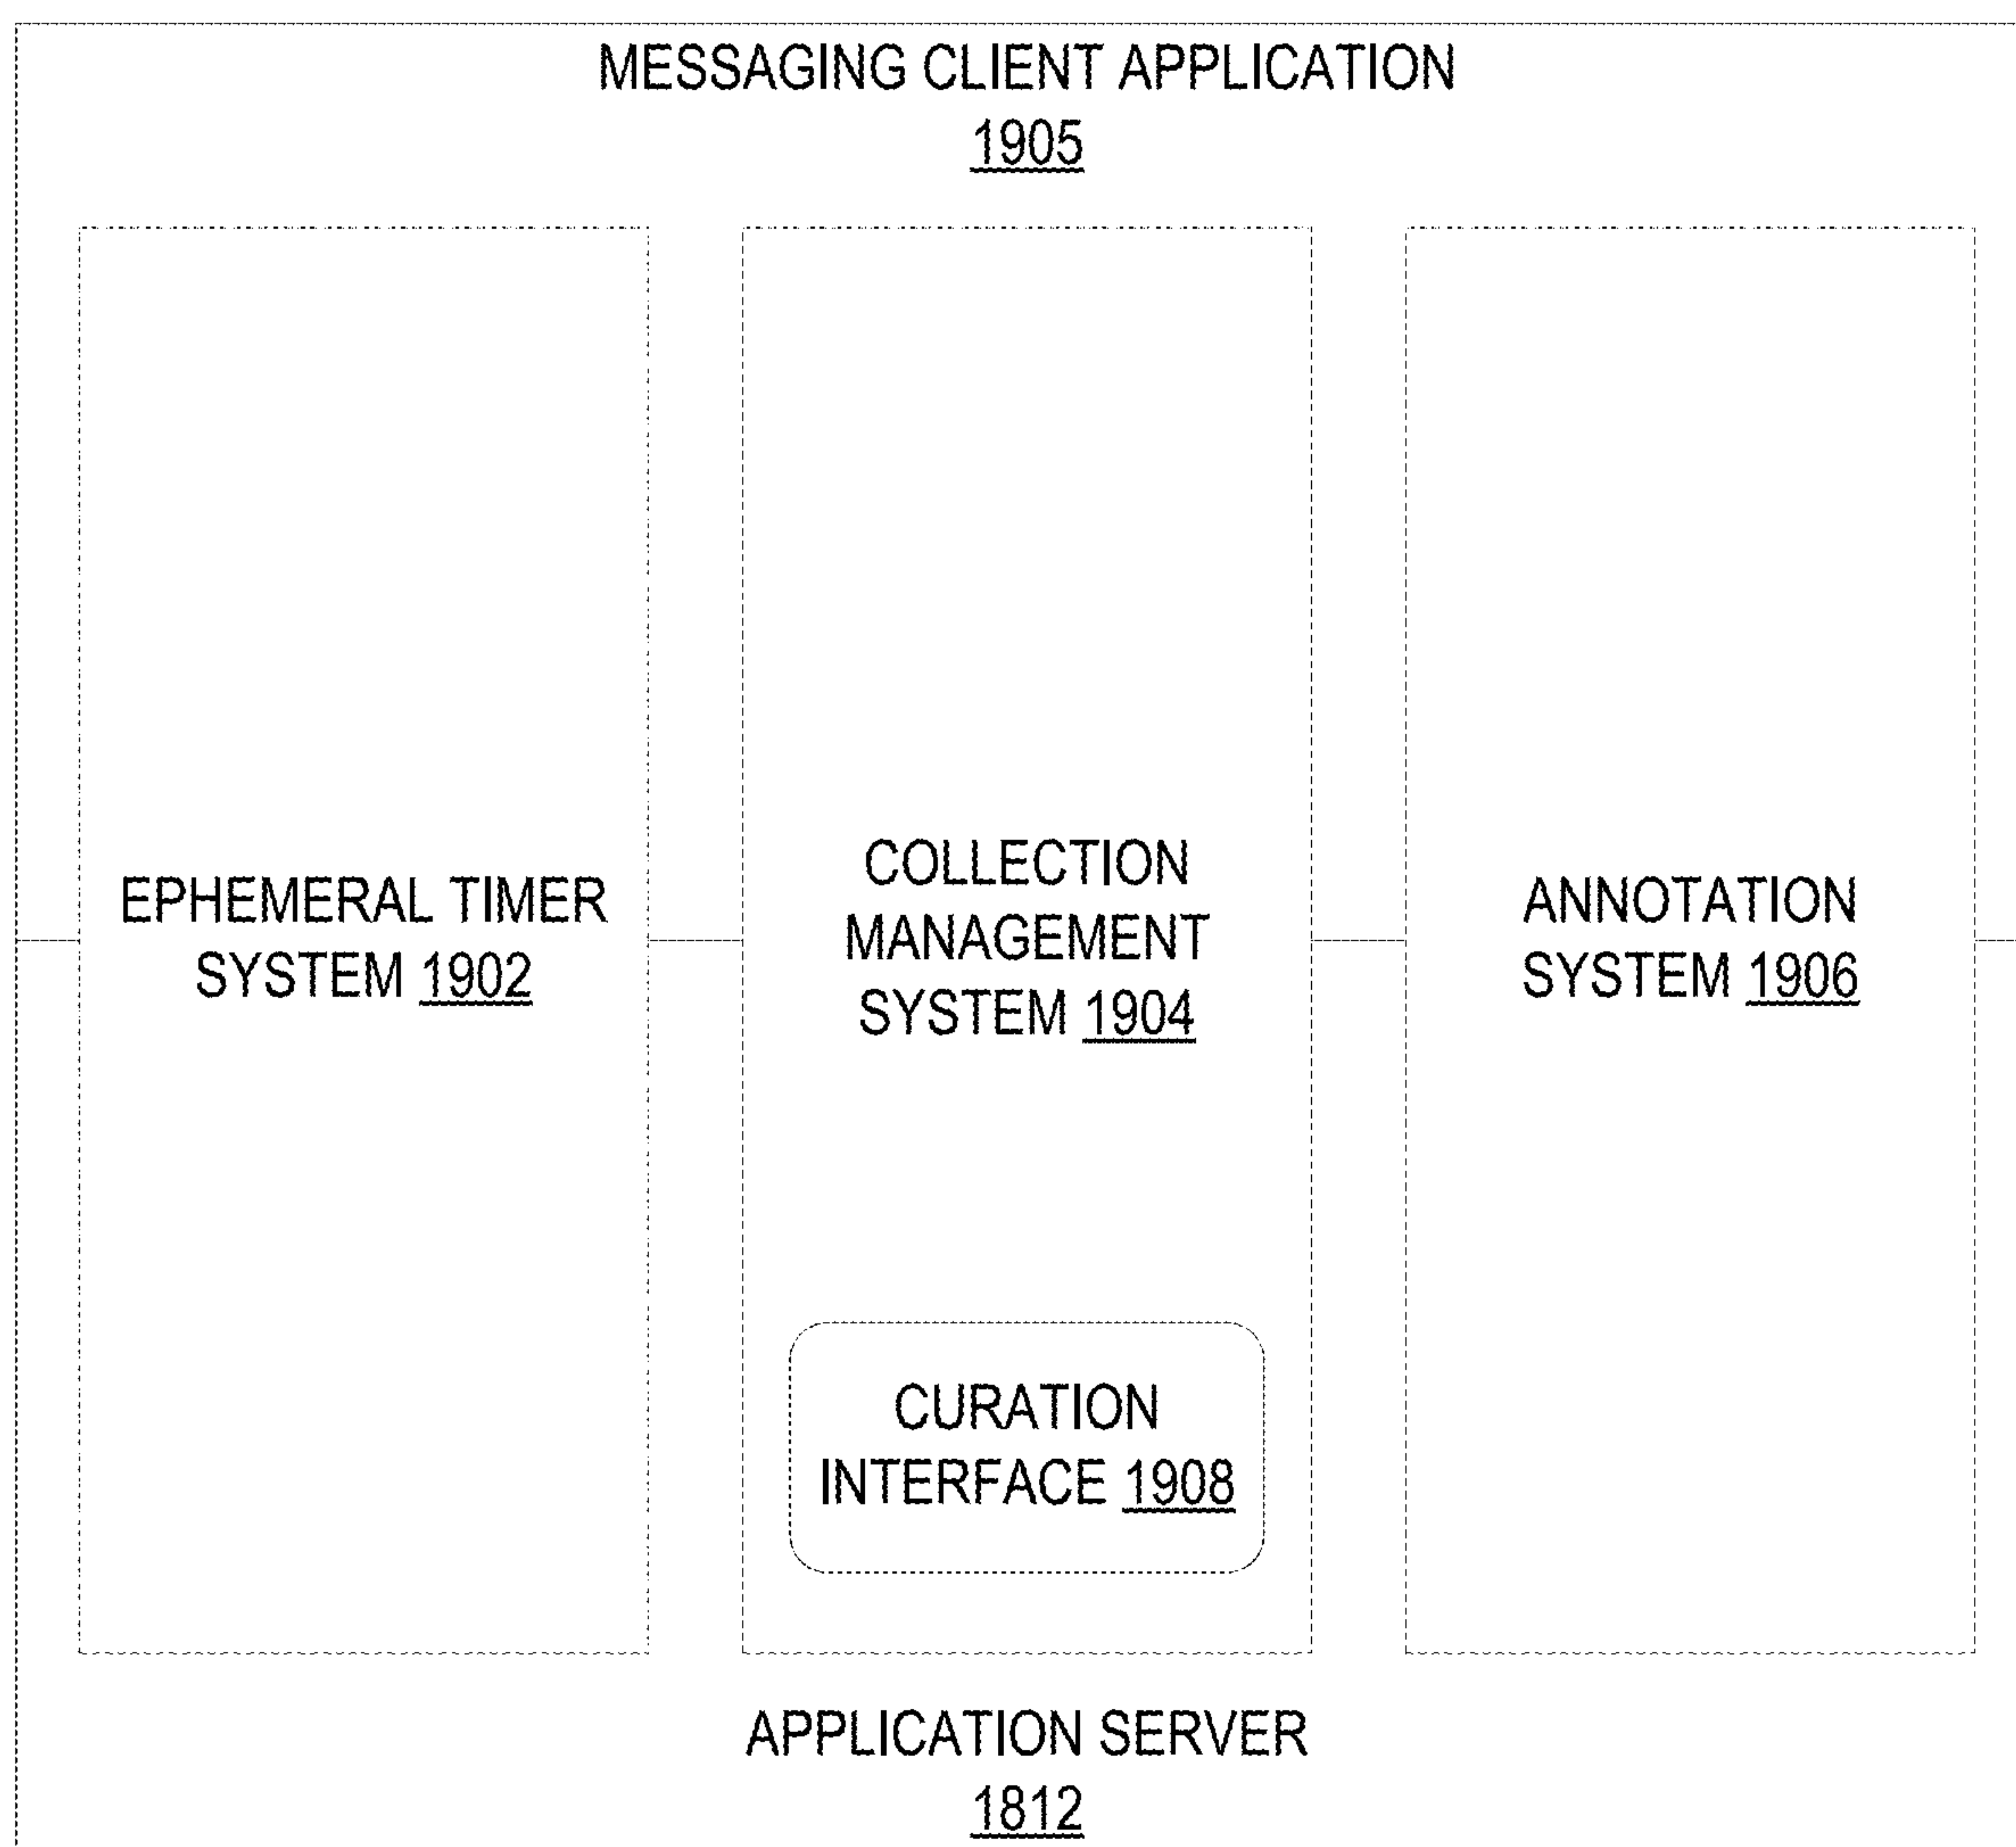 MESSAGING CLIENT APPLICATION
1905
EPHEMERAL TIMER
SYSTEM 1902
COLLECTION
MANAGEMENT
SYSTEM 1904
ANNOTATION
SYSTEM 1906
CURATION
INTERFACE 1908
APPLICATION SERVER
1812